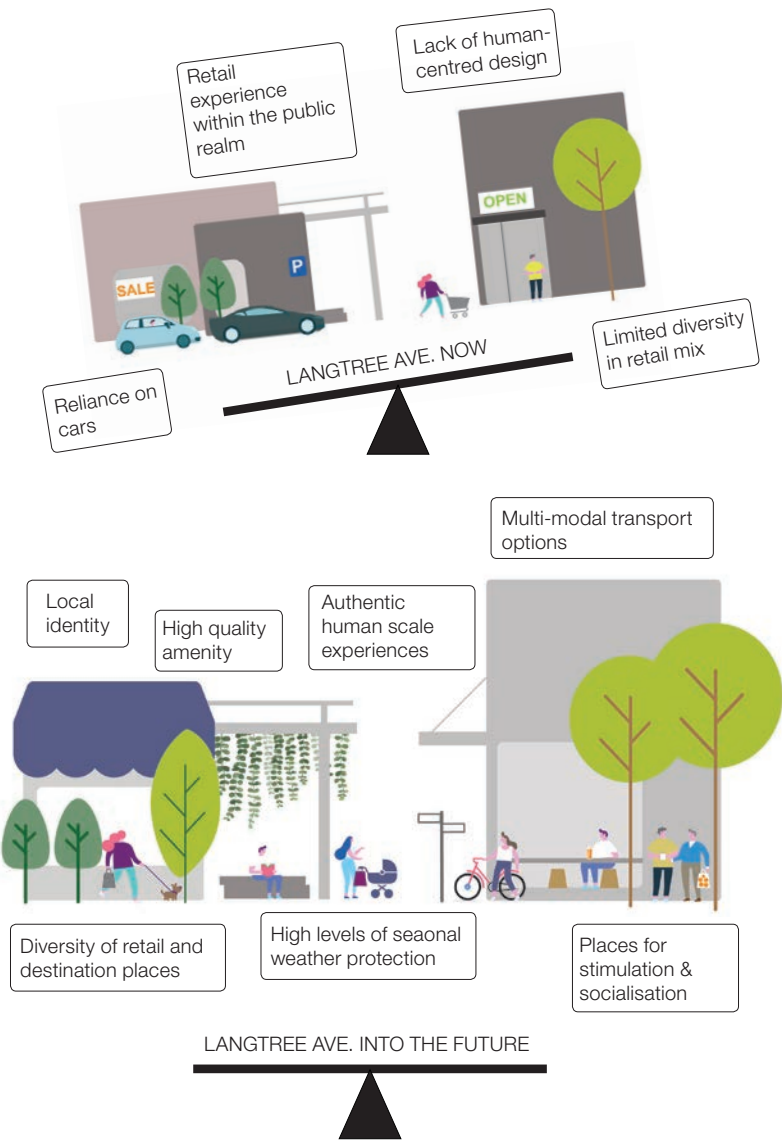 Lack of human-
centred design
Retail
experience
within the public
realm
OPEN
P
SALE
LANGTREE AVE. NOW
Limited diversity
in retail mix
Reliance on
cars
Multi-modal transport
options
Local
identity
High quality
amenity
Authentic
human scale
experiences
Diversity of retail and
destination places
High levels of seaonal
weather protection
Places for
stimulation &
socialisation
LANGTREE AVE. INTO THE FUTURE